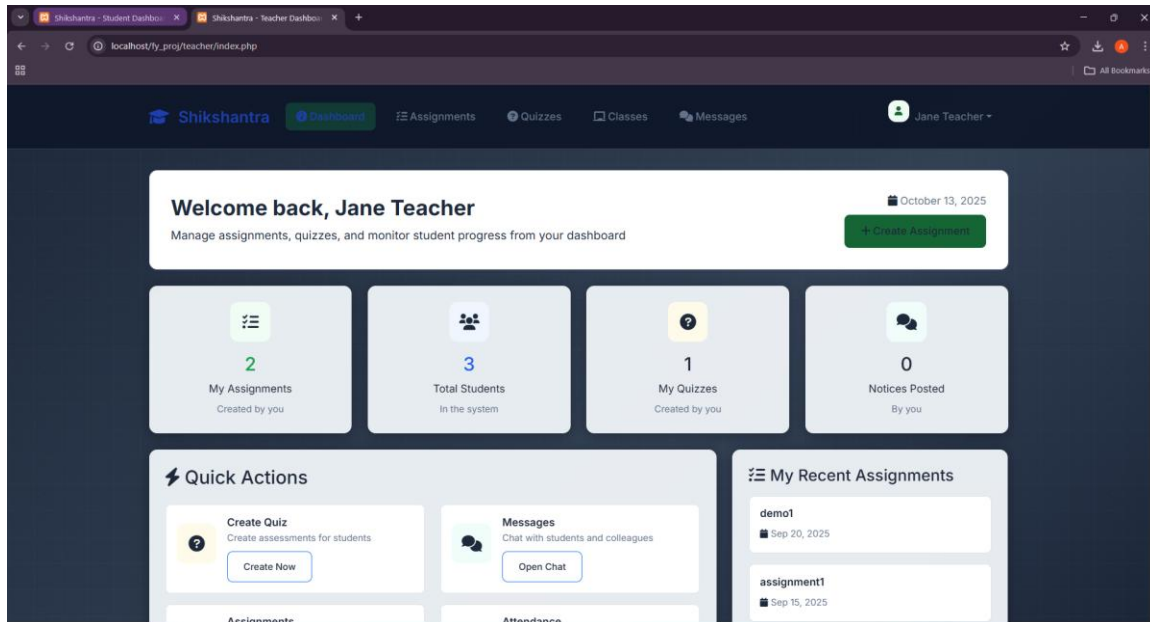 Shikshantra - Student Dashboa
Shikshantra - Teacher Dashboa
localhost/fy_proj/teacher/index.php
All Bookmarks
Shikshantra
Dashboard
Assignments
Quizzes
Classes
Messages
Jane Teacher
Welcome back, Jane Teacher
Manage assignments, quizzes, and monitor student progress from your dashboard
October 13, 2025
+ Create Assignment
2
My Assignments
Created by you
3
Total Students
In the system
1
My Quizzes
Created by you
0
Notices Posted
By you
Quick Actions
Create Quiz
Create assessments for students
Create Now
Messages
Chat with students and colleagues
Open Chat
Assignments
Attendance
My Recent Assignments
demo1
Sep 20, 2025
assignment1
Sep 15, 2025